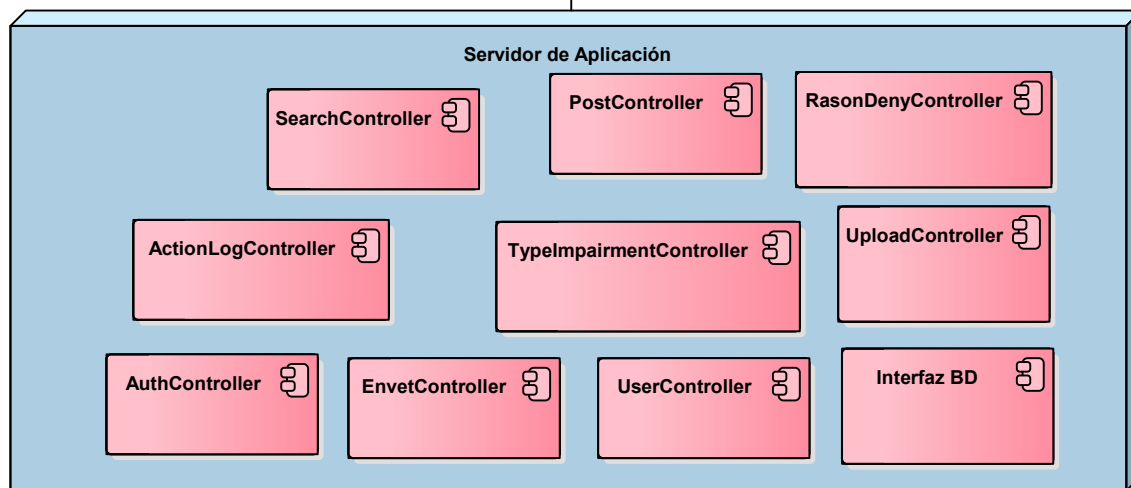 Servidor de Aplicación
SearchController
PostController
RasonDenyController
ActionLogController
TypeImpairmentController
UploadController
AuthController
EnvetController
UserController
Interfaz BD